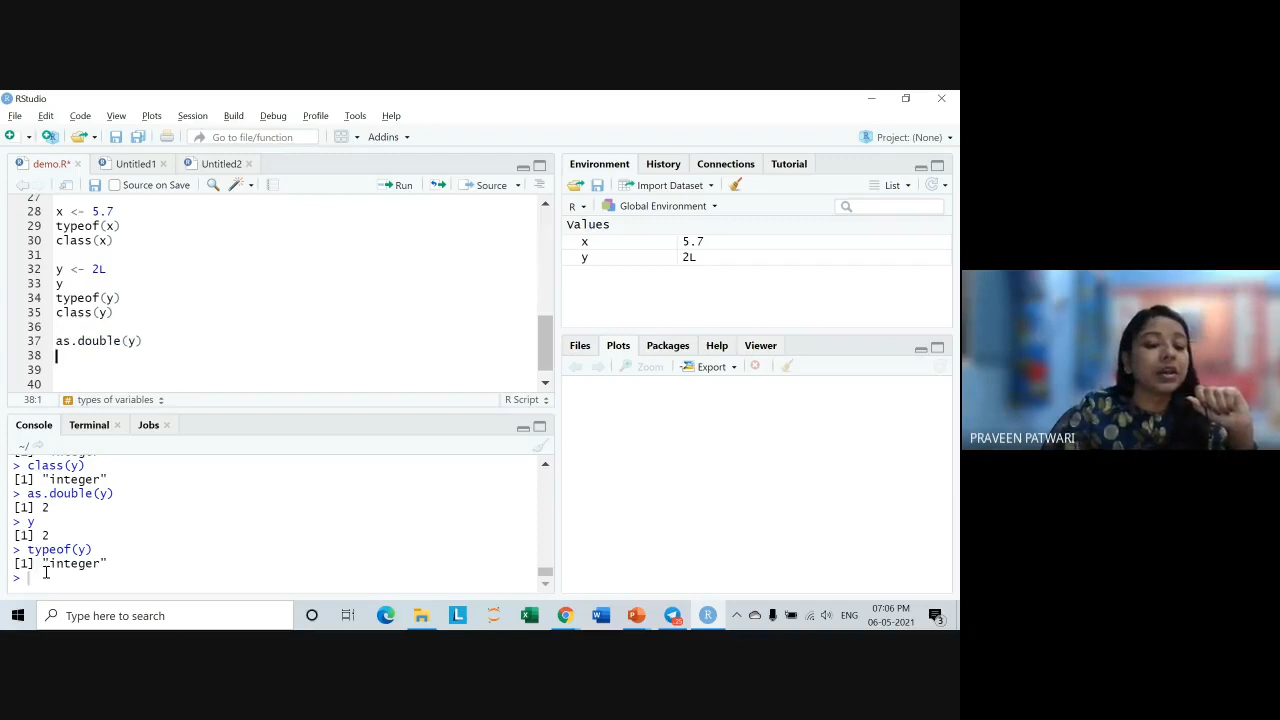 RStudio
File Edit Code View Plots Session Build Debug Profile Tools Help
Go to file/function Addins Project: (None)
demo.R* Untitled1 Untitled2
Source on Save Run Source
27
28 x <- 5.7
29 typeof(x)
30 class(x)
31
32 y <- 2L
33 y
34 typeof(y)
35 class(y)
36
37 as.double(y)
38
39
40
38:1 types of variables R Script
Console Terminal Jobs
~/
> class(y)
[1] "integer"
> as.double(y)
[1] 2
> y
[1] 2
> typeof(y)
[1] "integer"
>
Environment History Connections Tutorial
Import Dataset List
R Global Environment
Values
x 5.7
y 2L
Files Plots Packages Help Viewer
Zoom Export
PRAVEEN PATWARI
Type here to search
ENG
07:06 PM
06-05-2021
3